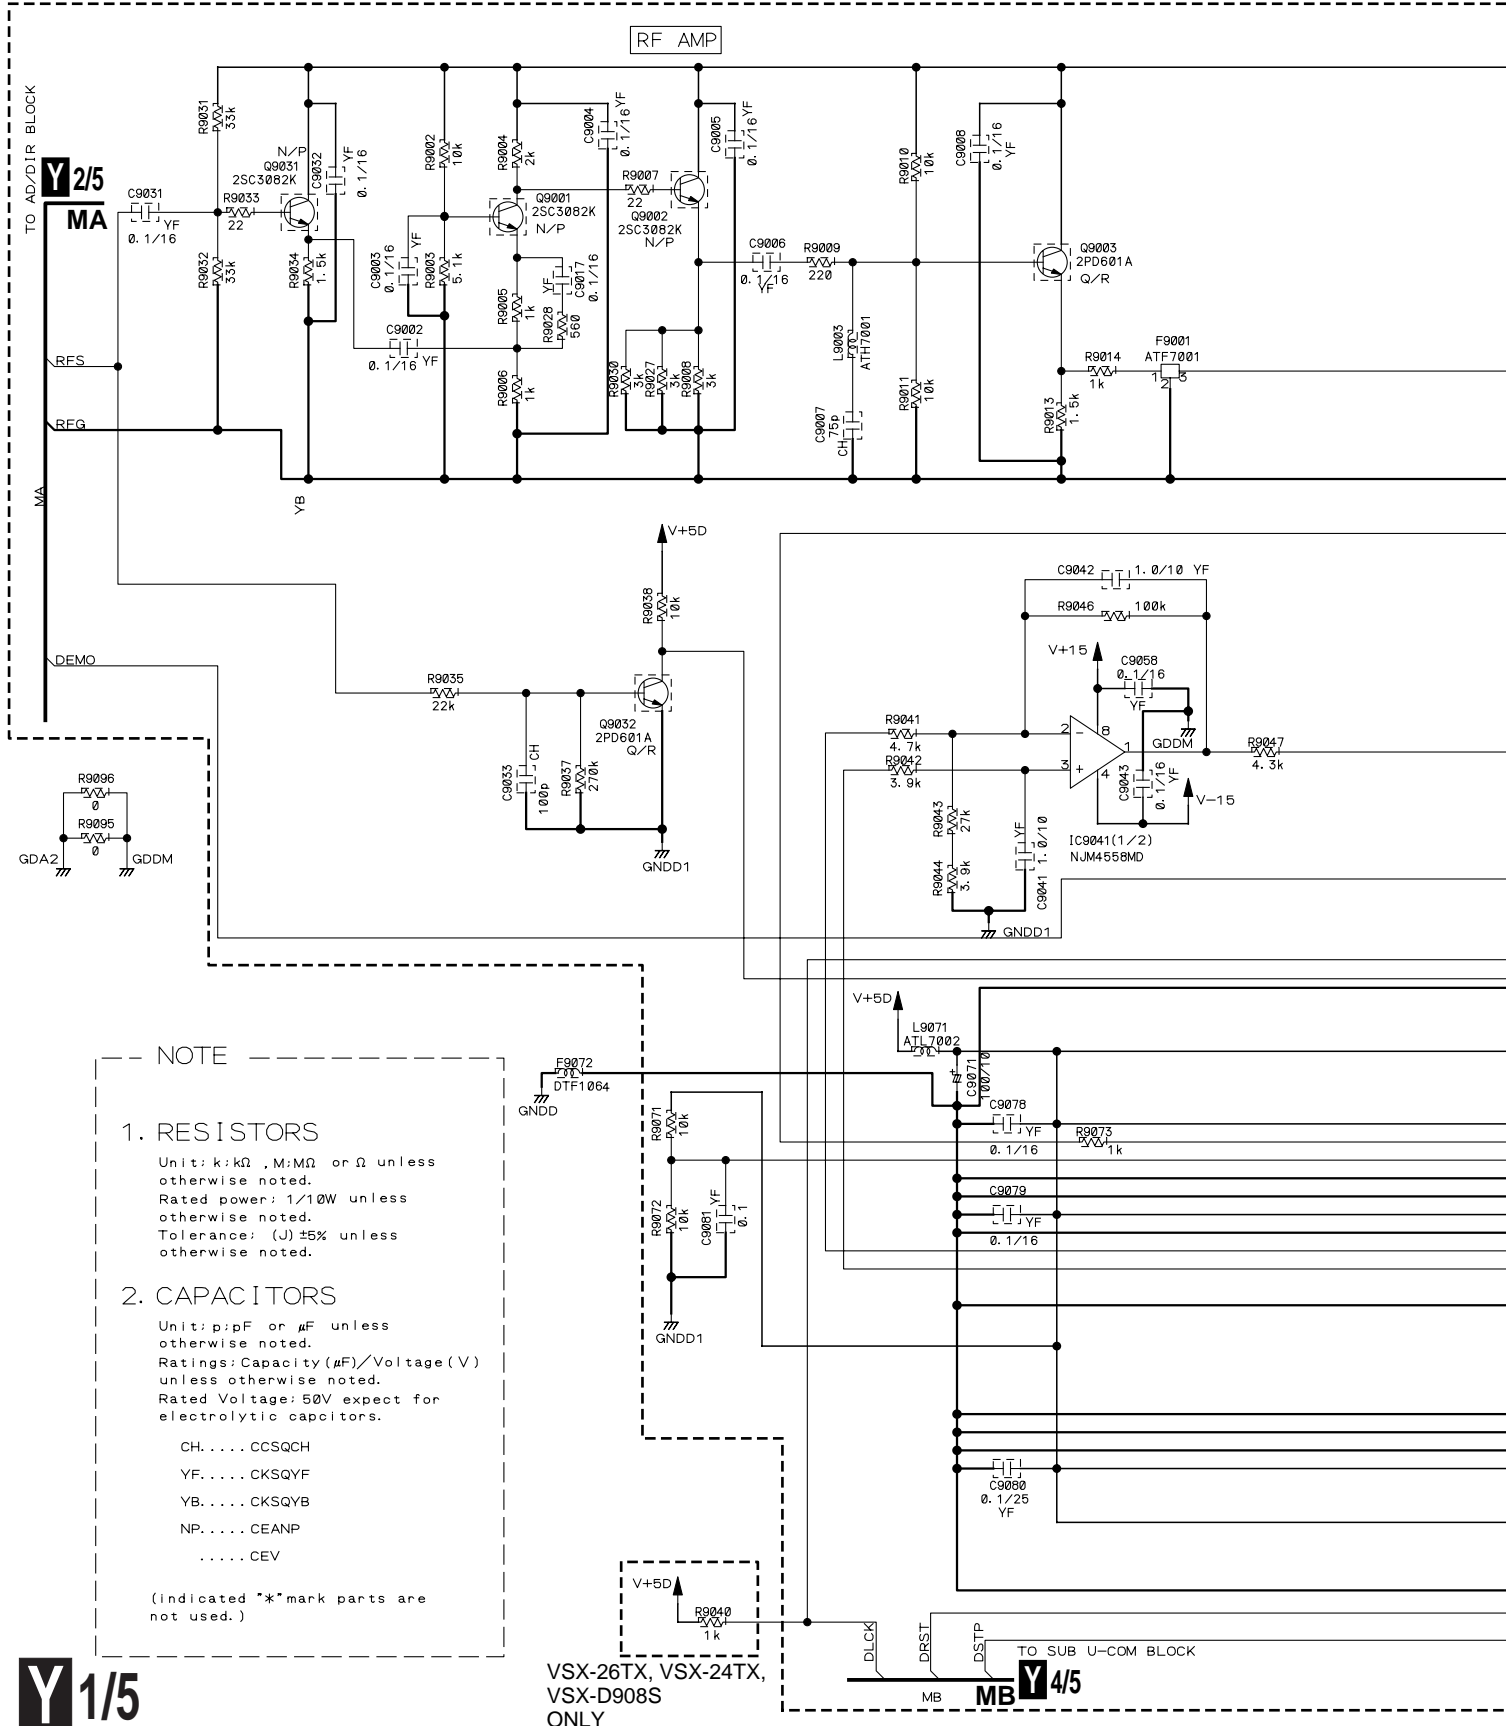 RF AMP
TO AD/DIR BLOCK
Y 2/5
MA
R9031
33k
C9031
YF
0.1/16
R9033
22
R9032
33k
N/P
Q9031
2SC3082K
C9032
YF
0.1/16
R9034
1.5k
R9002
10k
C9003
0.1/16
YF
R9003
5.1k
C9002
0.1/16
YF
R9004
2k
Q9001
2SC3082K
N/P
R9005
1k
YF
C9017
0.1/16
R9028
560
R9006
1k
C9004
0.1/16
YF
R9007
22
Q9002
2SC3082K
N/P
C9005
0.1/16
YF
R9030
3k
R9027
3k
R9008
3k
C9006
0.1/16
YF
R9009
220
L9003
ATH7001
C9007
75p
CH
R9010
10k
R9011
10k
C9008
0.1/16
YF
Q9003
2PD601A
Q/R
R9013
1.5k
R9014
1k
F9001
ATF7001
1
2
3
RFS
RFG
MA
YB
DEMO
V+5D
R9038
10k
R9035
22k
Q9032
2PD601A
Q/R
C9033
100p
CH
R9037
270k
GNDD1
C9042
1.0/10 YF
R9046
100k
V+15
C9058
0.1/16
YF
GDDM
R9041
4.7k
R9042
3.9k
2
3
8
4
1
-
+
C9043
0.1/16
YF
V-15
R9047
4.3k
R9043
27k
R9044
3.9k
C9041 1.0/10
YF
IC9041(1/2)
NJM4558MD
GNDD1
R9096
0
R9095
0
GDA2
GDDM
V+5D
L9071
ATL7002
+
C9071
100/10
F9072
DTF1064
GNDD
R9071
10k
R9072
10k
C9081
YF
0.1
GNDD1
C9078
YF
0.1/16
R9073
1k
C9079
YF
0.1/16
C9080
0.1/25
YF
NOTE
1. RESISTORS
Unit: k:kΩ ,M:MΩ or Ω unless
otherwise noted.
Rated power: 1/10W unless
otherwise noted.
Tolerance: (J)±5% unless
otherwise noted.
2. CAPACITORS
Unit: p:pF or μF unless
otherwise noted.
Ratings:Capacity(μF)/Voltage(V)
unless otherwise noted.
Rated Voltage: 50V expect for
electrolytic capcitors.
CH..... CCSQCH
YF..... CKSQYF
YB..... CKSQYB
NP..... CEANP
..... CEV
(indicated "*"mark parts are
not used.)
V+5D
R9040
1k
VSX-26TX, VSX-24TX,
VSX-D908S
ONLY
DLCK
DRST
DSTP
TO SUB U-COM BLOCK
MB
MB Y 4/5
Y 1/5